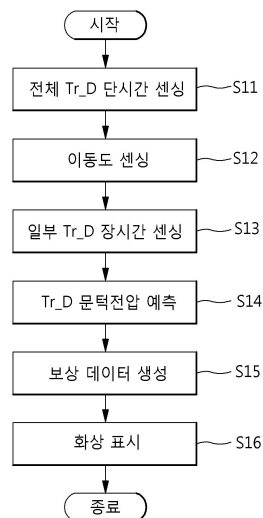 시작
전체 Tr_D 단시간 센싱
S11
이동도 센싱
S12
일부 Tr_D 장시간 센싱
S13
Tr_D 문턱전압 예측
S14
보상 데이터 생성
S15
화상 표시
S16
종료